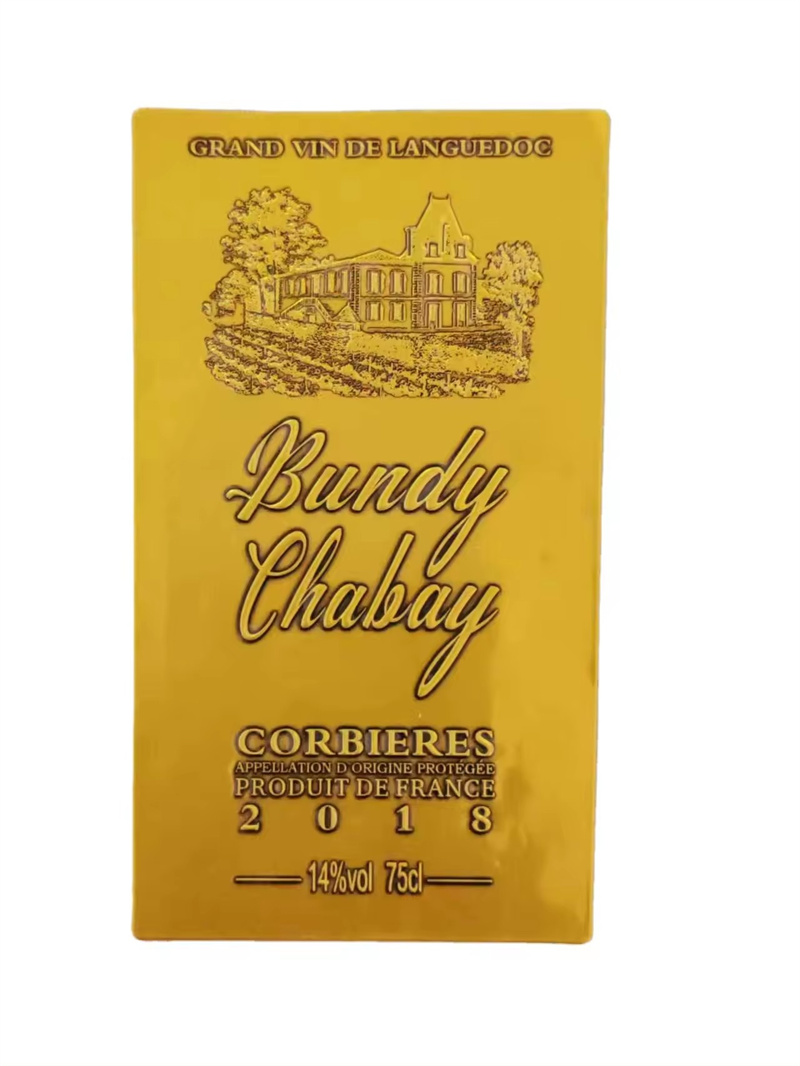 GRAND VIN DE LANGUEDOC
Bundy
Chabay
CORBIERES
APPELLATION D ORIGINE PROTÉGÉE
PRODUIT DE FRANCE
2 0 1 8
14%vol 75cl